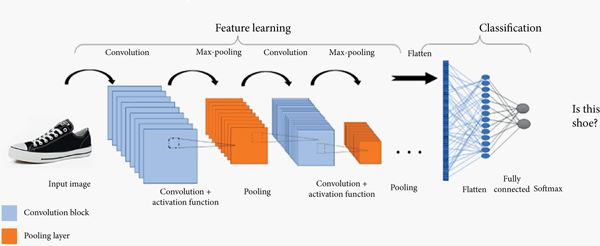 Feature learning
Classification
Convolution
Max-pooling
Convolution
Max-pooling
Flatten
Is this
shoe?
Input image
Convolution +
activation function
Pooling
Convolution +
activation function
Pooling
Flatten
Fully
connected
Softmax
Convolution block
Pooling layer